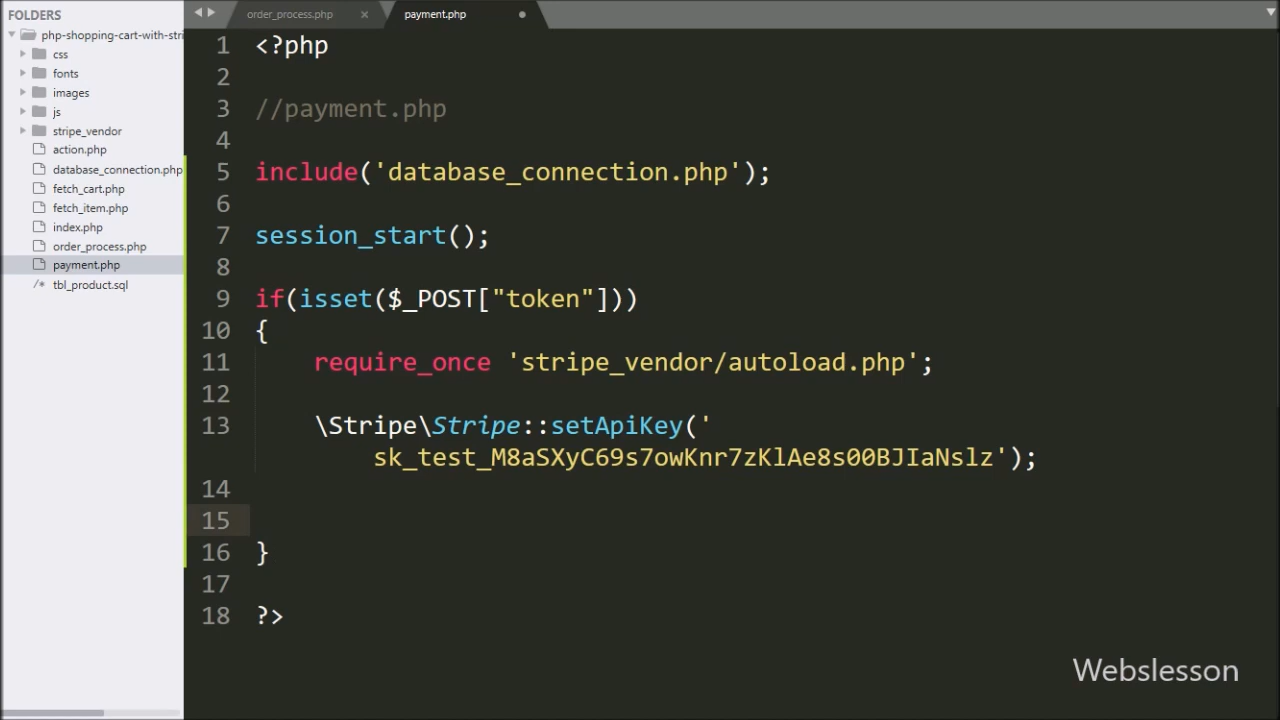 FOLDERS
php-shopping-cart-with-stri
css
fonts
images
js
stripe_vendor
action.php
database_connection.php
fetch_cart.php
fetch_item.php
index.php
order_process.php
payment.php
/* tbl_product.sql
order_process.php × payment.php
1 <?php
2
3 //payment.php
4
5 include('database_connection.php');
6
7 session_start();
8
9 if(isset($_POST["token"]))
10 {
11 require_once 'stripe_vendor/autoload.php';
12
13 \Stripe\Stripe::setApiKey('
sk_test_M8aSXyC69s7owKnr7zKlAe8s00BJIaNslz');
14
15
16 }
17
18 ?>
Webslesson